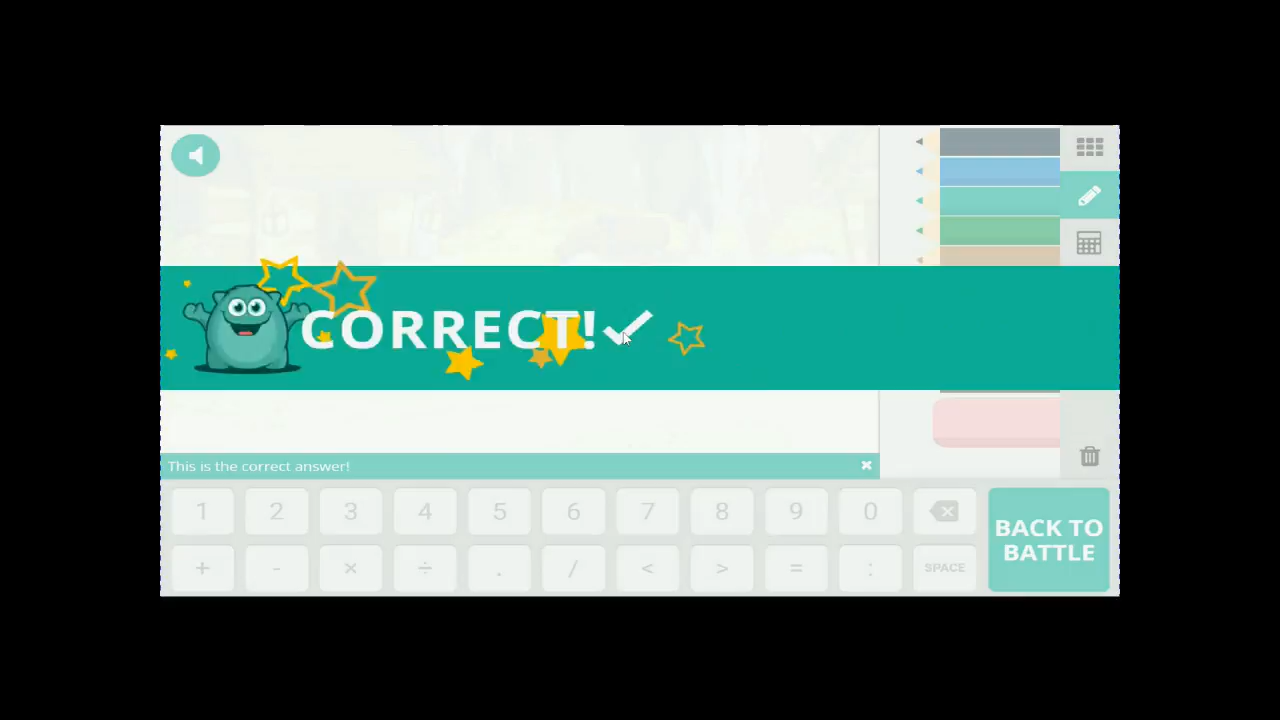 CORRECT!
This is the correct answer!
1 2 3 4 5 6 7 8 9 0
+ - × ÷ . / < > = : SPACE
BACK TO
BATTLE